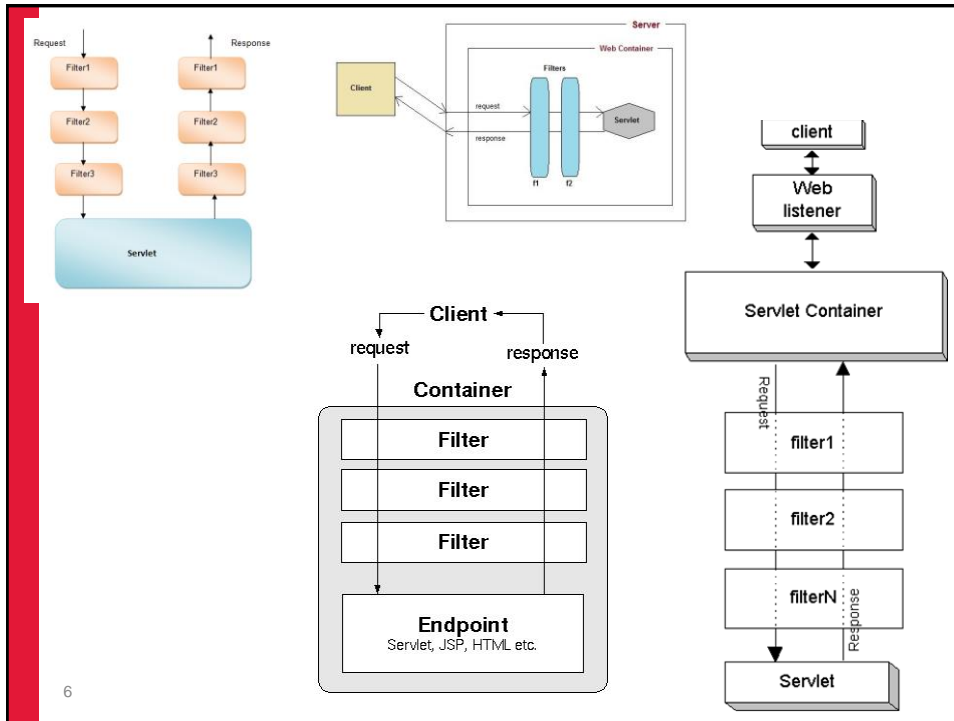 Request
Response
Filter1
Filter1
Filter2
Filter2
Filter3
Filter3
Servlet
Server
Web Container
Filters
Client
request
response
Servlet
f1
f2
Client
request
response
Container
Filter
Filter
Filter
Endpoint
Servlet, JSP, HTML etc.
client
Web
listener
Servlet Container
Request
filter1
filter2
filterN
Response
Servlet
6